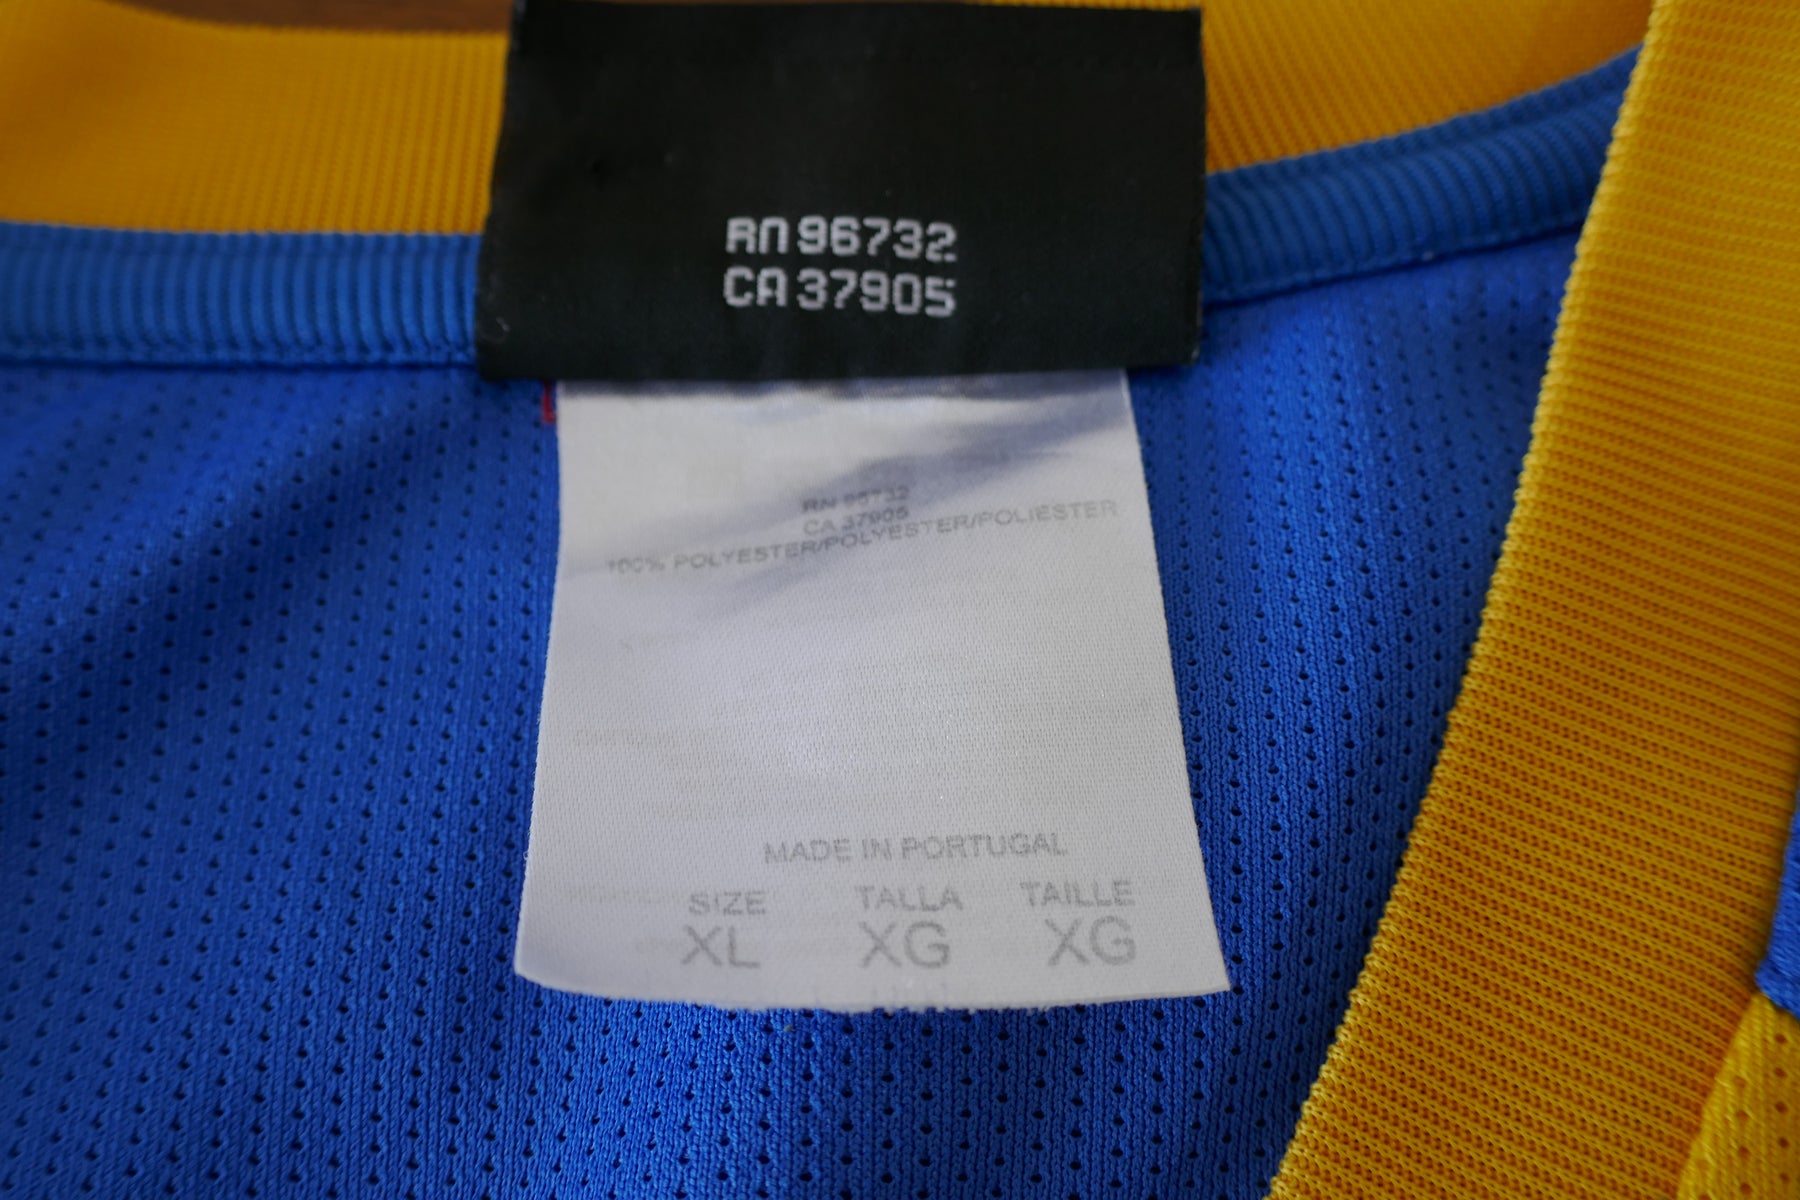 RN 96732
CA 37905
RN 96732
CA 37905
100% POLYESTER/POLYESTER/POLIESTER
MADE IN PORTUGAL
SIZE TALLA TAILLE
XL XG XG